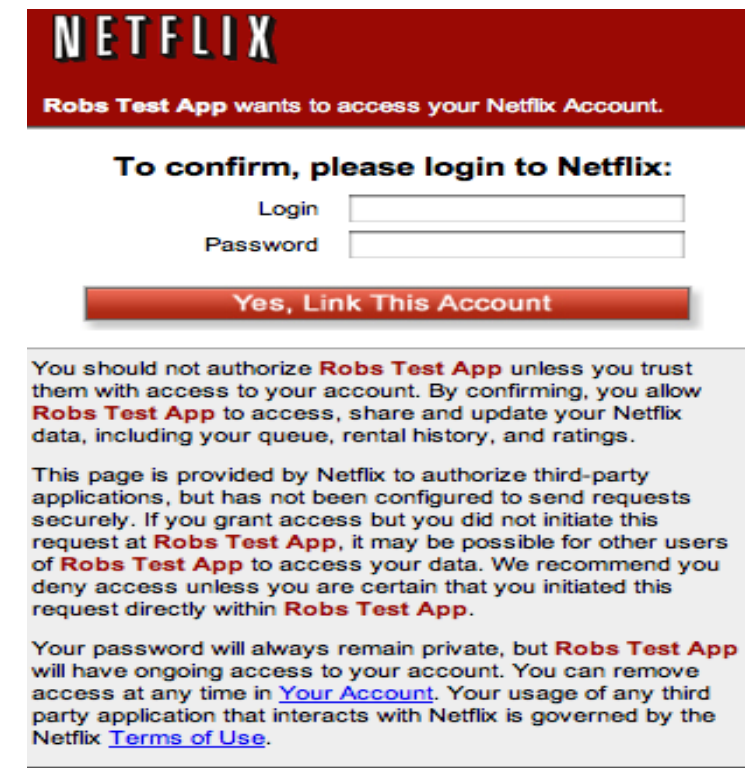 NETFLIX
Robs Test App wants to access your Netflix Account.
To confirm, please login to Netflix:
Login
Password
Yes, Link This Account
You should not authorize Robs Test App unless you trust
them with access to your account. By confirming, you allow
Robs Test App to access, share and update your Netflix
data, including your queue, rental history, and ratings.
This page is provided by Netflix to authorize third-party
applications, but has not been configured to send requests
securely. If you grant access but you did not initiate this
request at Robs Test App, it may be possible for other users
of Robs Test App to access your data. We recommend you
deny access unless you are certain that you initiated this
request directly within Robs Test App.
Your password will always remain private, but Robs Test App
will have ongoing access to your account. You can remove
access at any time in Your Account. Your usage of any third
party application that interacts with Netflix is governed by the
Netflix Terms of Use.